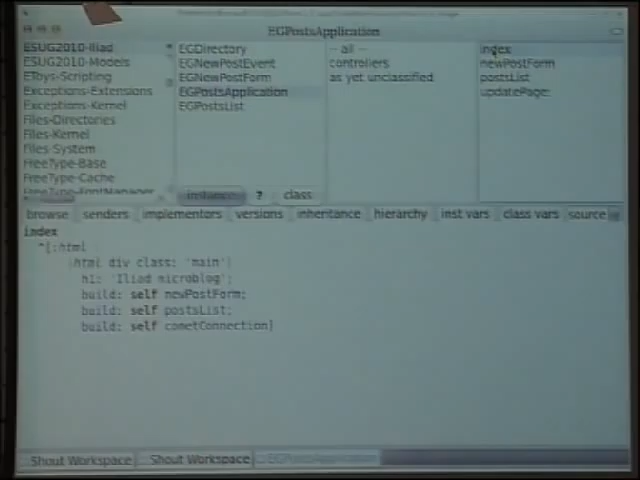 EGPostsApplication
ESUG2010-Iliad
ESUG2010-Models
EToys-Scripting
Exceptions-Extensions
Exceptions-Kernel
Files-Directories
Files-Kernel
Files-System
FreeType-Base
FreeType-Cache
FreeType-FontManager
EGDirectory
EGNewPostEvent
EGNewPostForm
EGPostsApplication
EGPostsList
instance ? class
-- all --
controllers
as yet unclassified
index
newPostForm
postsList
updatePage:
browse senders implementors versions inheritance hierarchy inst vars class vars source
index
^[:html |
html div class: 'main';
h1: 'Iliad microblog';
build: self newPostForm;
build: self postsList;
build: self cometConnection]
Shout Workspace Shout Workspace EGPostsApplication